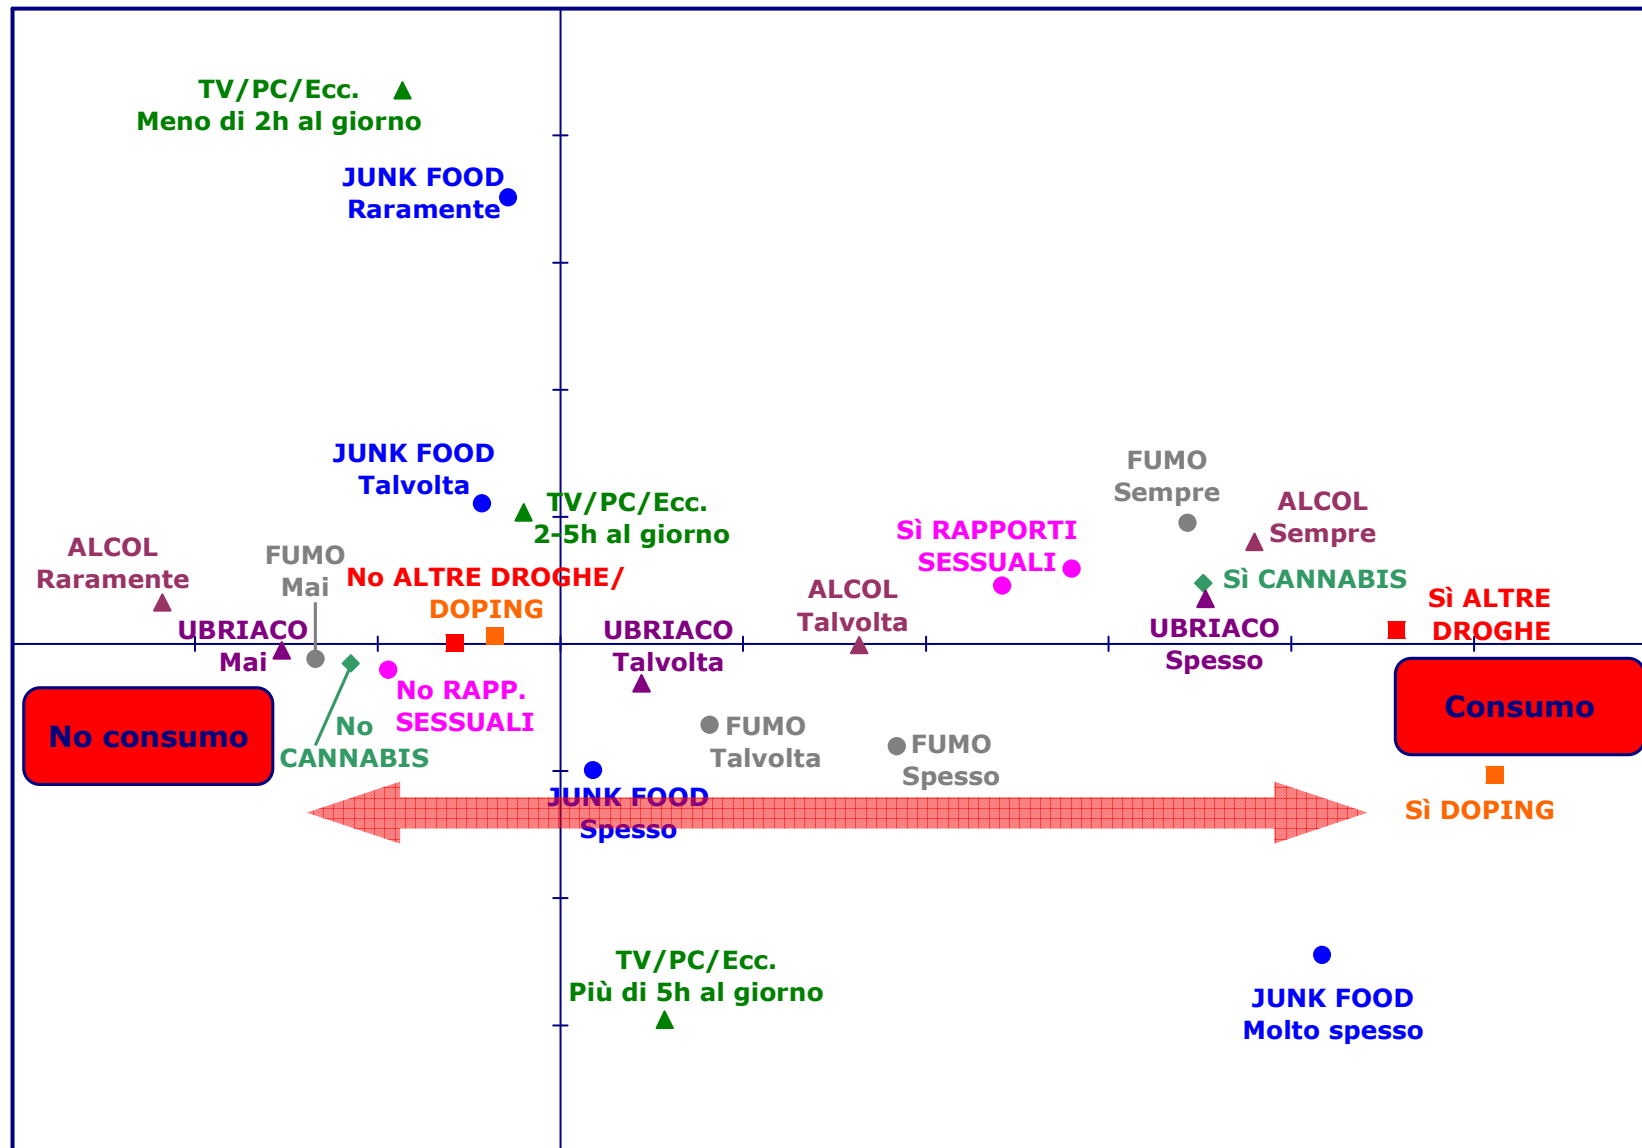 TV/PC/Ecc.
Meno di 2h al giorno
JUNK FOOD
Raramente
JUNK FOOD
Talvolta
TV/PC/Ecc.
2-5h al giorno
FUMO
Sempre
ALCOL
Sempre
Sì RAPPORTI
SESSUALI
ALCOL
Raramente
FUMO
Mai
No ALTRE DROGHE/
DOPING
ALCOL
Talvolta
Sì CANNABIS
Sì ALTRE
DROGHE
UBRIACO
Mai
UBRIACO
Talvolta
UBRIACO
Spesso
No RAPP.
SESSUALI
No consumo
No
CANNABIS
FUMO
Talvolta
FUMO
Spesso
Consumo
JUNK FOOD
Spesso
Sì DOPING
TV/PC/Ecc.
Più di 5h al giorno
JUNK FOOD
Molto spesso